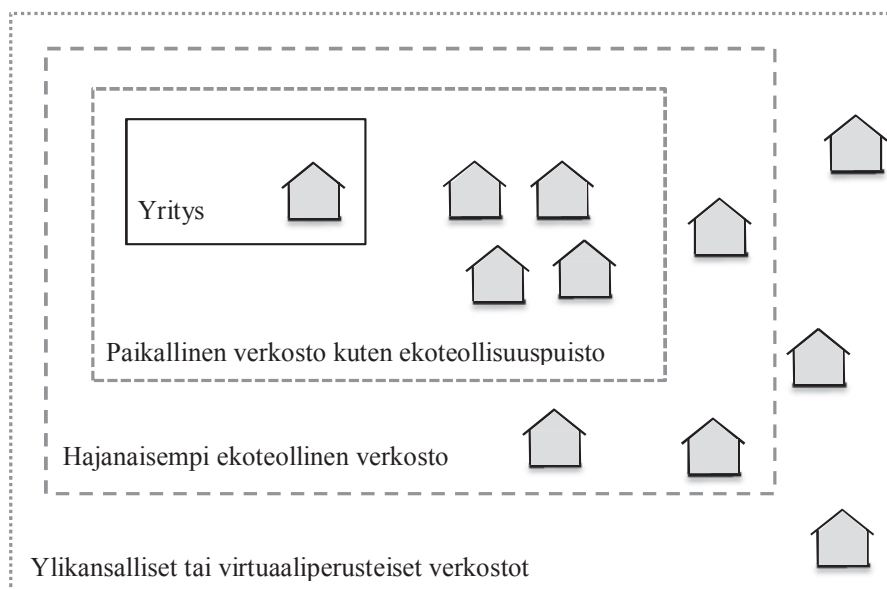 Yritys
Paikallinen verkosto kuten ekoteollisuuspuisto
Hajanaisempi ekoteollinen verkosto
Ylikansalliset tai virtuaaliperusteiset verkostot